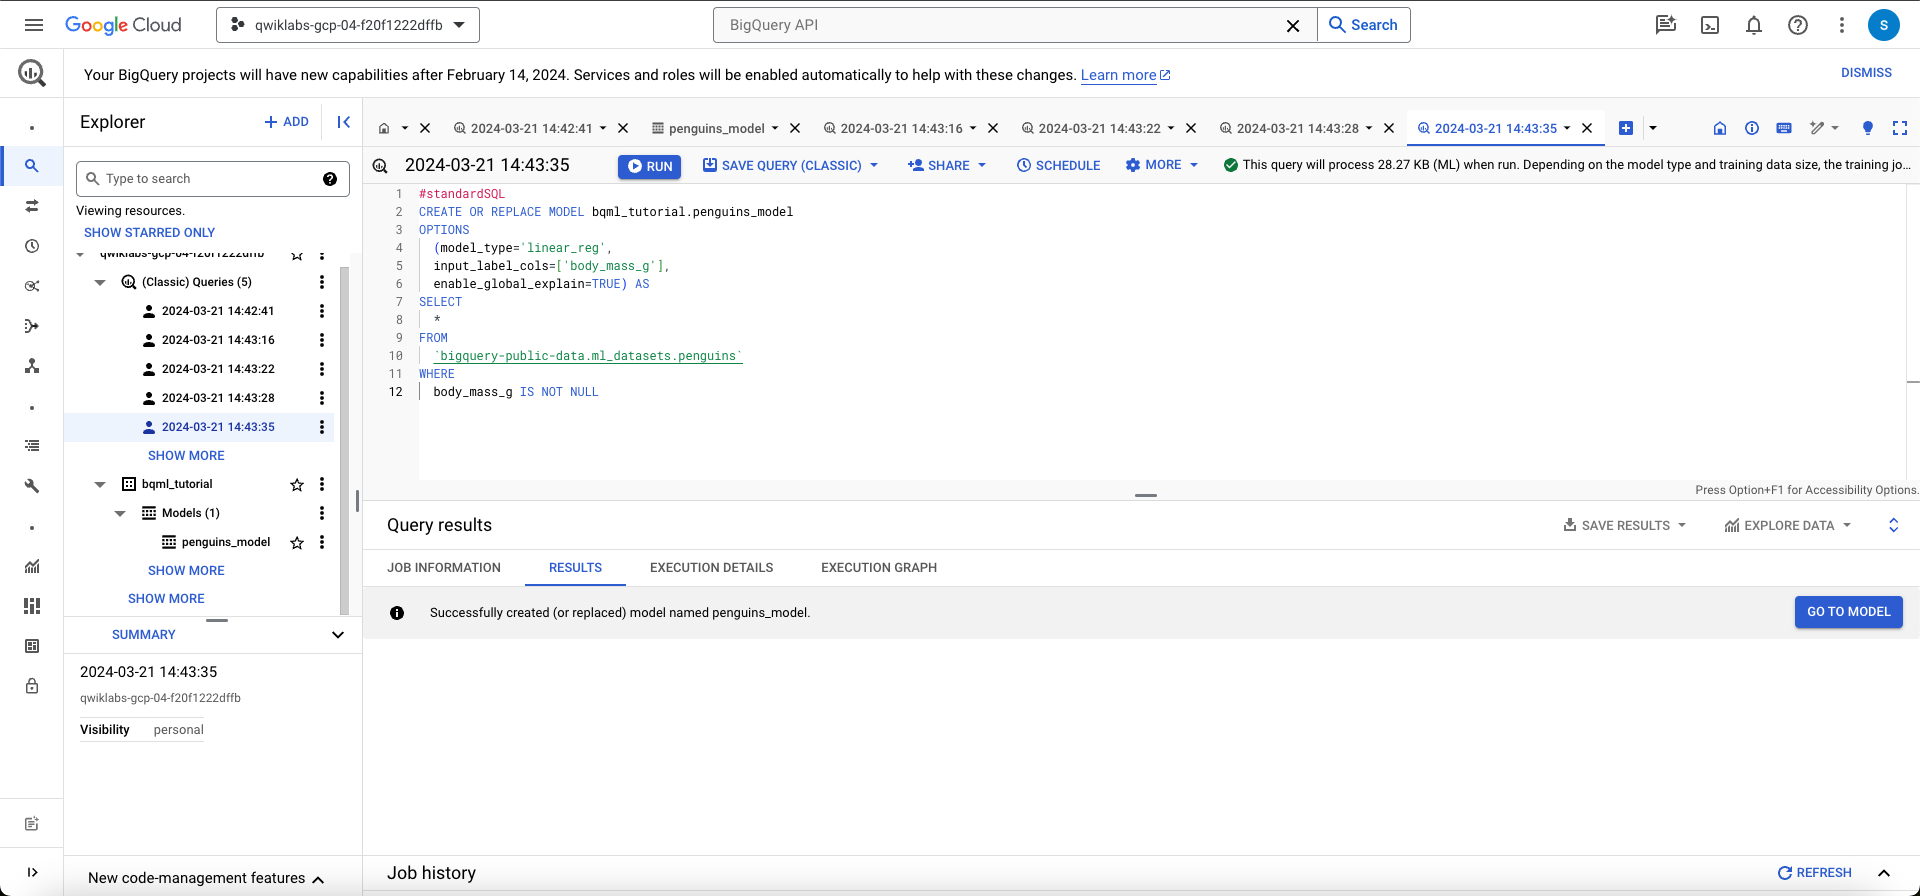 Google Cloud
qwiklabs-gcp-04-f20f1222dffb
BigQuery API
Search
S
Your BigQuery projects will have new capabilities after February 14, 2024. Services and roles will be enabled automatically to help with these changes. Learn more
DISMISS
Explorer
ADD
Type to search
Viewing resources.
SHOW STARRED ONLY
qwiklabs-gcp-04-f20f1222dffb
(Classic) Queries (5)
2024-03-21 14:42:41
2024-03-21 14:43:16
2024-03-21 14:43:22
2024-03-21 14:43:28
2024-03-21 14:43:35
SHOW MORE
bqml_tutorial
Models (1)
penguins_model
SHOW MORE
SHOW MORE
SUMMARY
2024-03-21 14:43:35
qwiklabs-gcp-04-f20f1222dffb
Visibility personal
New code-management features
2024-03-21 14:42:41
penguins_model
2024-03-21 14:43:16
2024-03-21 14:43:22
2024-03-21 14:43:28
2024-03-21 14:43:35
2024-03-21 14:43:35
RUN
SAVE QUERY (CLASSIC)
SHARE
SCHEDULE
MORE
This query will process 28.27 KB (ML) when run. Depending on the model type and training data size, the training jo...
1 #standardSQL
2 CREATE OR REPLACE MODEL bqml_tutorial.penguins_model
3 OPTIONS
4 (model_type='linear_reg',
5 input_label_cols=['body_mass_g'],
6 enable_global_explain=TRUE) AS
7 SELECT
8 *
9 FROM
10 `bigquery-public-data.ml_datasets.penguins`
11 WHERE
12 body_mass_g IS NOT NULL
Press Option+F1 for Accessibility Options.
Query results
SAVE RESULTS
EXPLORE DATA
JOB INFORMATION
RESULTS
EXECUTION DETAILS
EXECUTION GRAPH
Successfully created (or replaced) model named penguins_model.
GO TO MODEL
Job history
REFRESH